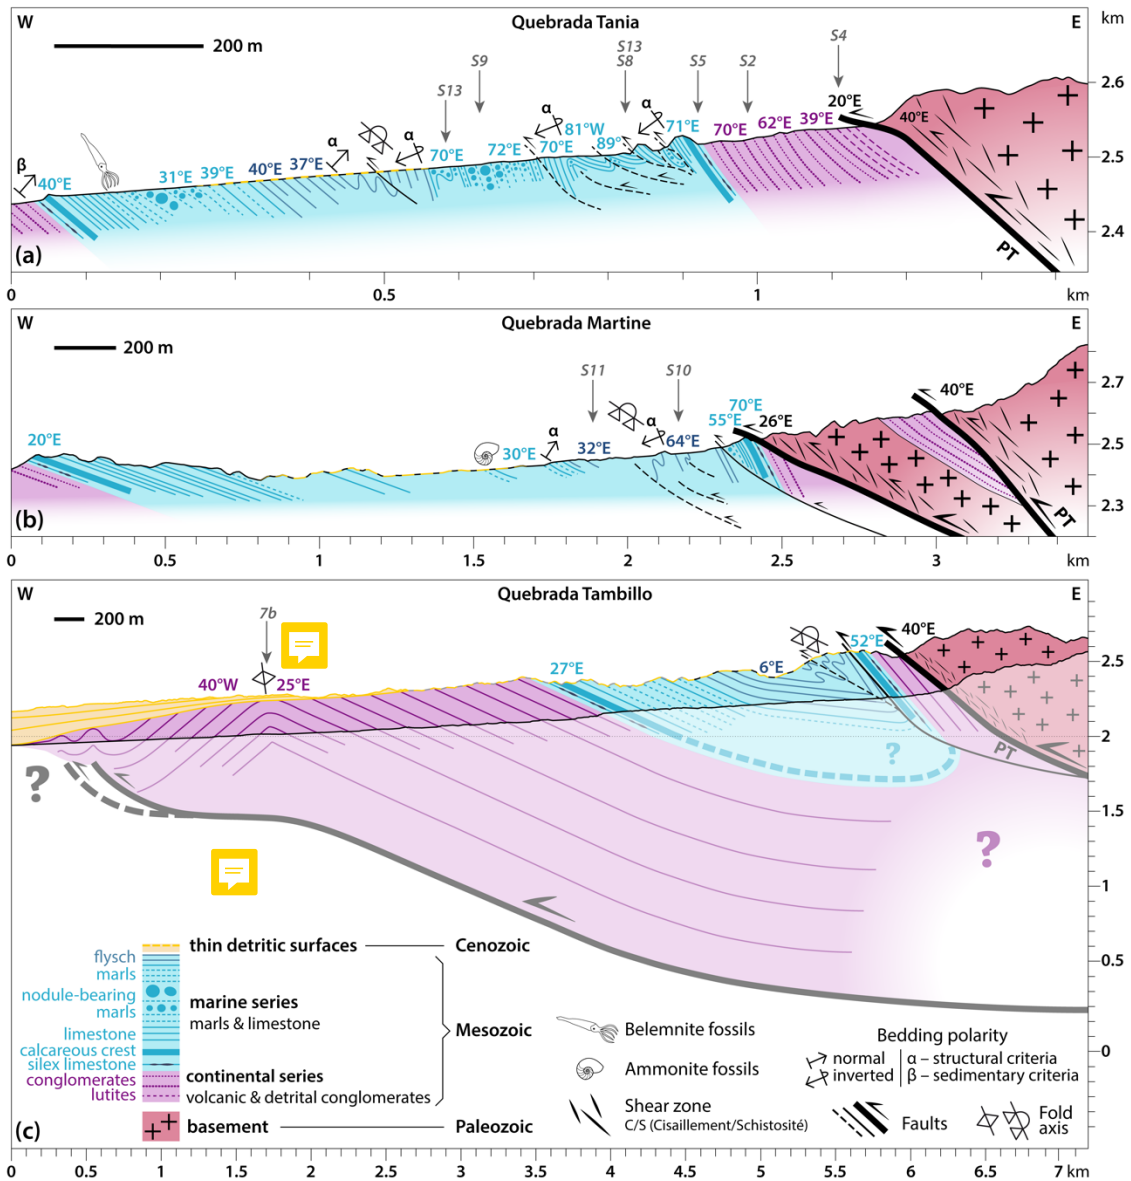 W Quebrada Tania E km
200 m
S4
S13
S9 S8 S5 S2
S13
2.6
20°E
40°E
α α 81°W 71°E 70°E 62°E 39°E
β α α 70°E 72°E 70°E 89°
40°E 31°E 39°E 40°E 37°E
2.5
2.4
PT
(a)
0 0.5 1 km
W Quebrada Martine E
200 m
S11 S10
2.7
40°E
70°E
20°E 55°E 26°E
α α 64°E
30°E 32°E
2.5
2.3
PT
(b)
0 0.5 1 1.5 2 2.5 3 km
W Quebrada Tambillo E
200 m
7b
40°E
52°E
2.5
40°W 25°E 27°E 6°E
2
? PT
?
1.5
?
1
0.5
0
thin detritic surfaces Cenozoic
flysch
marls
nodule-bearing
marls
marine series
marls & limestone
Mesozoic
limestone
calcareous crest
silex limestone
conglomerates
lutites
continental series
volcanic & detrital conglomerates
basement Paleozoic
Belemnite fossils
Ammonite fossils
Shear zone
C/S (Cisaillement/Schistosité)
Bedding polarity
normal α – structural criteria
inverted β – sedimentary criteria
Faults
Fold
axis
(c)
0 0.5 1 1.5 2 2.5 3 3.5 4 4.5 5 5.5 6 6.5 7 km